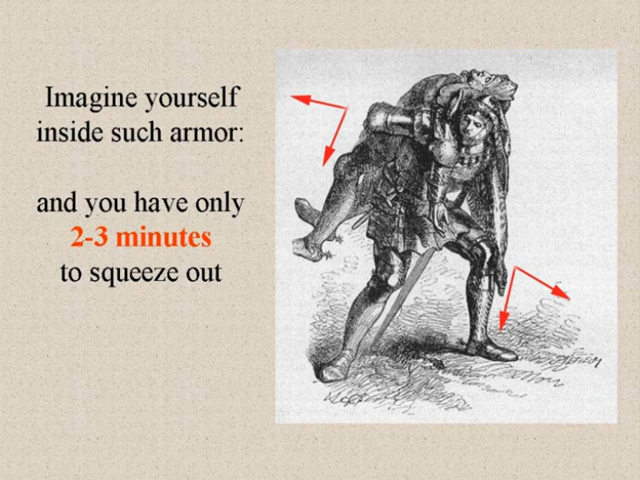 Imagine yourself
inside such armor:
and you have only
2-3 minutes
to squeeze out